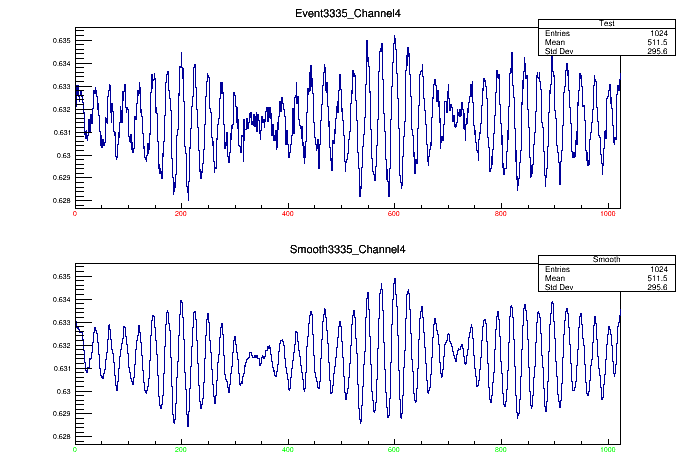 Event3335_Channel4
Test
Entries 1024
Mean 511.5
Std Dev 295.6
0.635
0.634
0.633
0.632
0.631
0.63
0.629
0.628
0 200 400 600 800 1000
Smooth3335_Channel4
Smooth
Entries 1024
Mean 511.5
Std Dev 295.6
0.635
0.634
0.633
0.632
0.631
0.63
0.629
0.628
0 200 400 600 800 1000